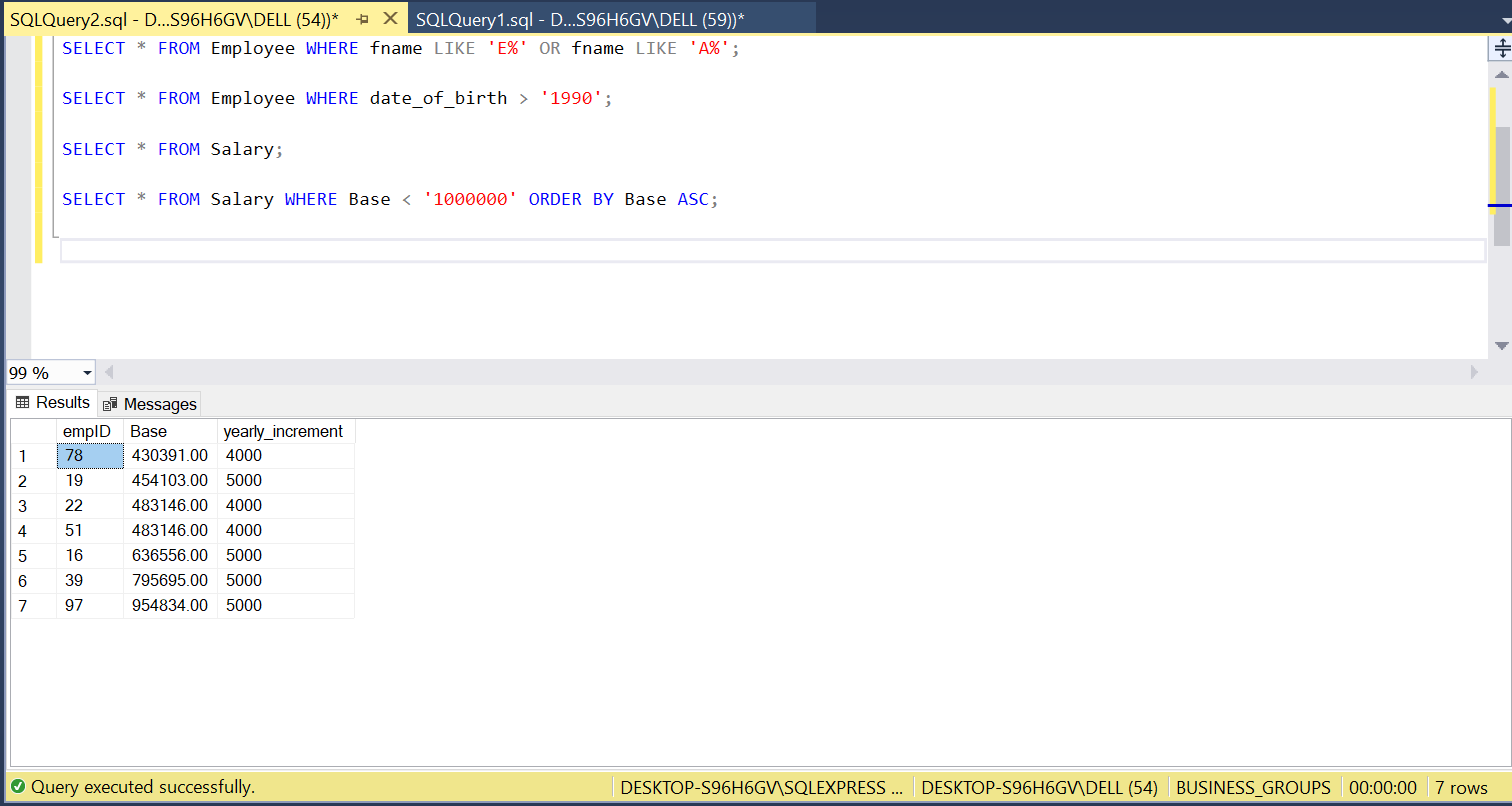 SQLQuery2.sql - D...S96H6GV\DELL (54))* SQLQuery1.sql - D...S96H6GV\DELL (59))*
SELECT * FROM Employee WHERE fname LIKE 'E%' OR fname LIKE 'A%';
SELECT * FROM Employee WHERE date_of_birth > '1990';
SELECT * FROM Salary;
SELECT * FROM Salary WHERE Base < '1000000' ORDER BY Base ASC;
99 %
Results Messages
empID Base yearly_increment
1 78 430391.00 4000
2 19 454103.00 5000
3 22 483146.00 4000
4 51 483146.00 4000
5 16 636556.00 5000
6 39 795695.00 5000
7 97 954834.00 5000
Query executed successfully. DESKTOP-S96H6GV\SQLEXPRESS ... DESKTOP-S96H6GV\DELL (54) BUSINESS_GROUPS 00:00:00 7 rows